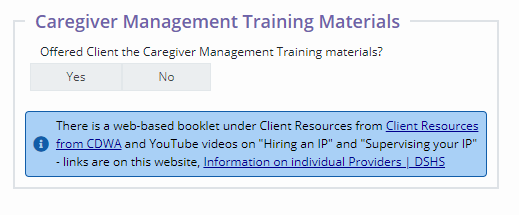 Caregiver Management Training Materials
Offered Client the Caregiver Management Training materials?
Yes No
There is a web-based booklet under Client Resources from Client Resources
from CDWA and YouTube videos on "Hiring an IP" and "Supervising your IP"
- links are on this website, Information on individual Providers | DSHS